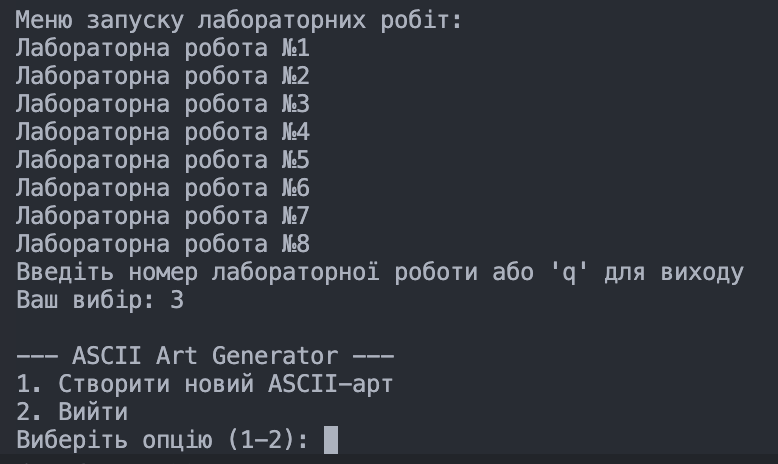 Меню запуску лабораторних робіт:
Лабораторна робота №1
Лабораторна робота №2
Лабораторна робота №3
Лабораторна робота №4
Лабораторна робота №5
Лабораторна робота №6
Лабораторна робота №7
Лабораторна робота №8
Введіть номер лабораторної роботи або 'q' для виходу
Ваш вибір: 3
--- ASCII Art Generator ---
1. Створити новий ASCII-арт
2. Вийти
Виберіть опцію (1-2):